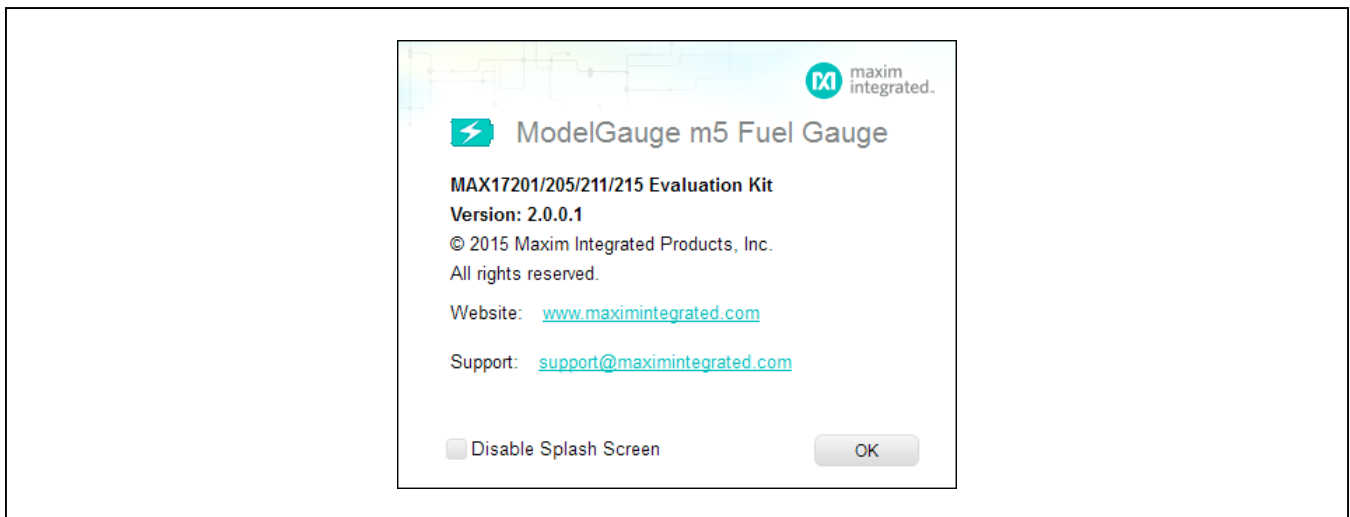 maxim
integrated.
ModelGauge m5 Fuel Gauge
MAX17201/205/211/215 Evaluation Kit
Version: 2.0.0.1
© 2015 Maxim Integrated Products, Inc.
All rights reserved.
Website: www.maximintegrated.com
Support: support@maximintegrated.com
Disable Splash Screen OK